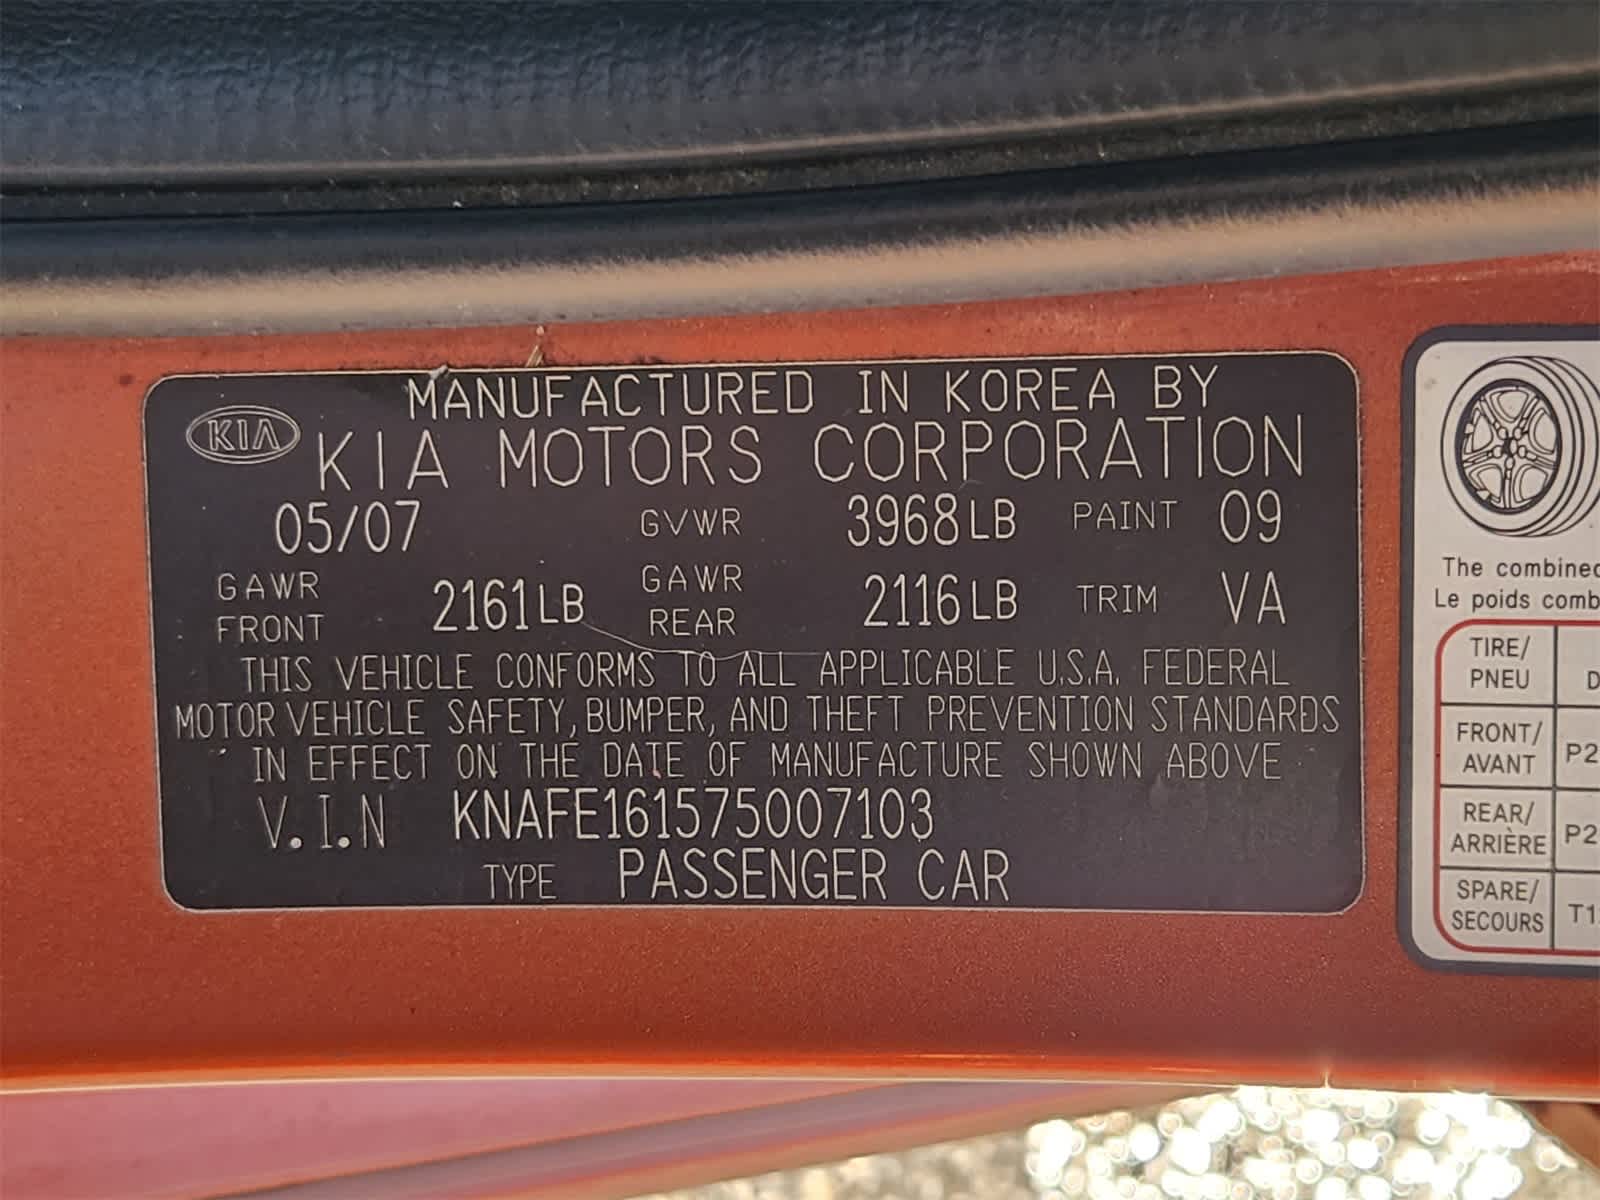 MANUFACTURED IN KOREA BY
KIA KIA MOTORS CORPORATION
05/07 GVWR 3968LB PAINT 09
GAWR FRONT 2161LB GAWR REAR 2116LB TRIM VA
THIS VEHICLE CONFORMS TO ALL APPLICABLE U.S.A. FEDERAL
MOTOR VEHICLE SAFETY, BUMPER, AND THEFT PREVENTION STANDARDS
IN EFFECT ON THE DATE OF MANUFACTURE SHOWN ABOVE
V.I.N KNAFE161575007103
TYPE PASSENGER CAR
The combined
Le poids comb
TIRE/
PNEU D
FRONT/
AVANT P2
REAR/
ARRIÈRE P2
SPARE/
SECOURS T1